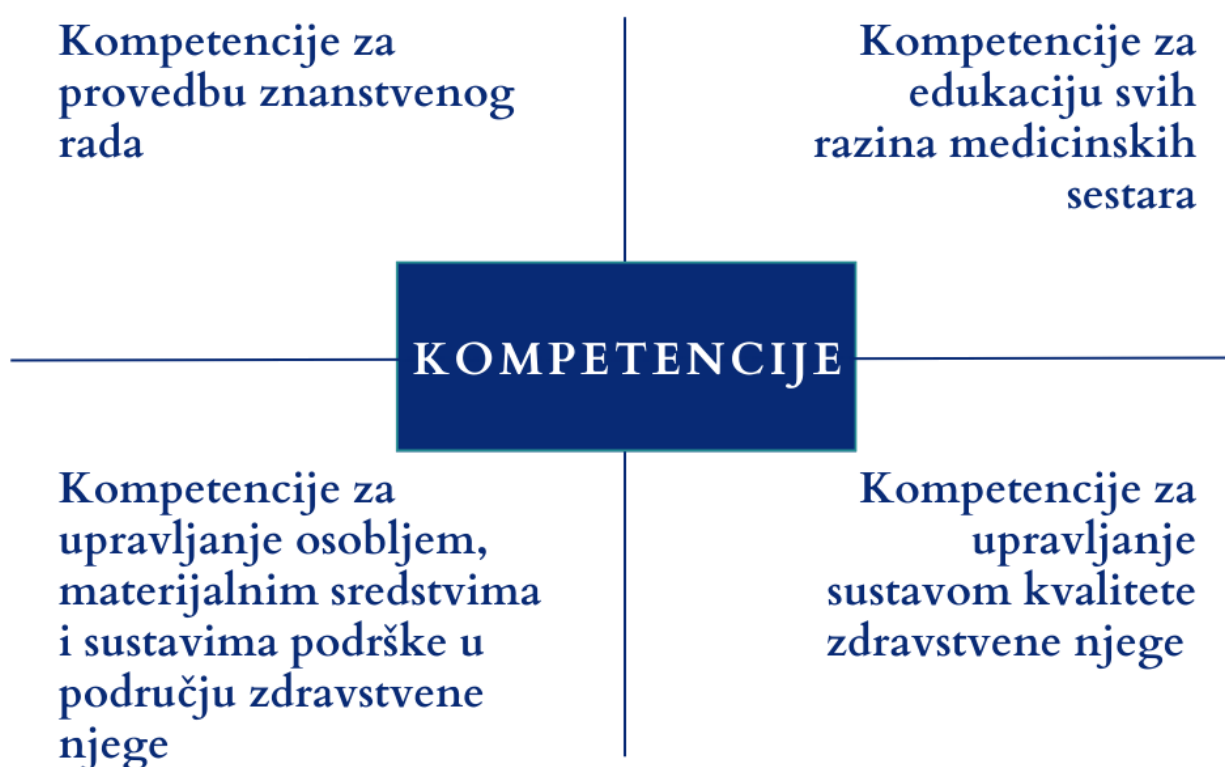 Kompetencije za
provedbu znanstvenog
rada
Kompetencije za
edukaciju svih
razina medicinskih
sestara
KOMPETENCIJE
Kompetencije za
upravljanje osobljem,
materijalnim sredstvima
i sustavima podrške u
području zdravstvene
njege
Kompetencije za
upravljanje
sustavom kvalitete
zdravstvene njege